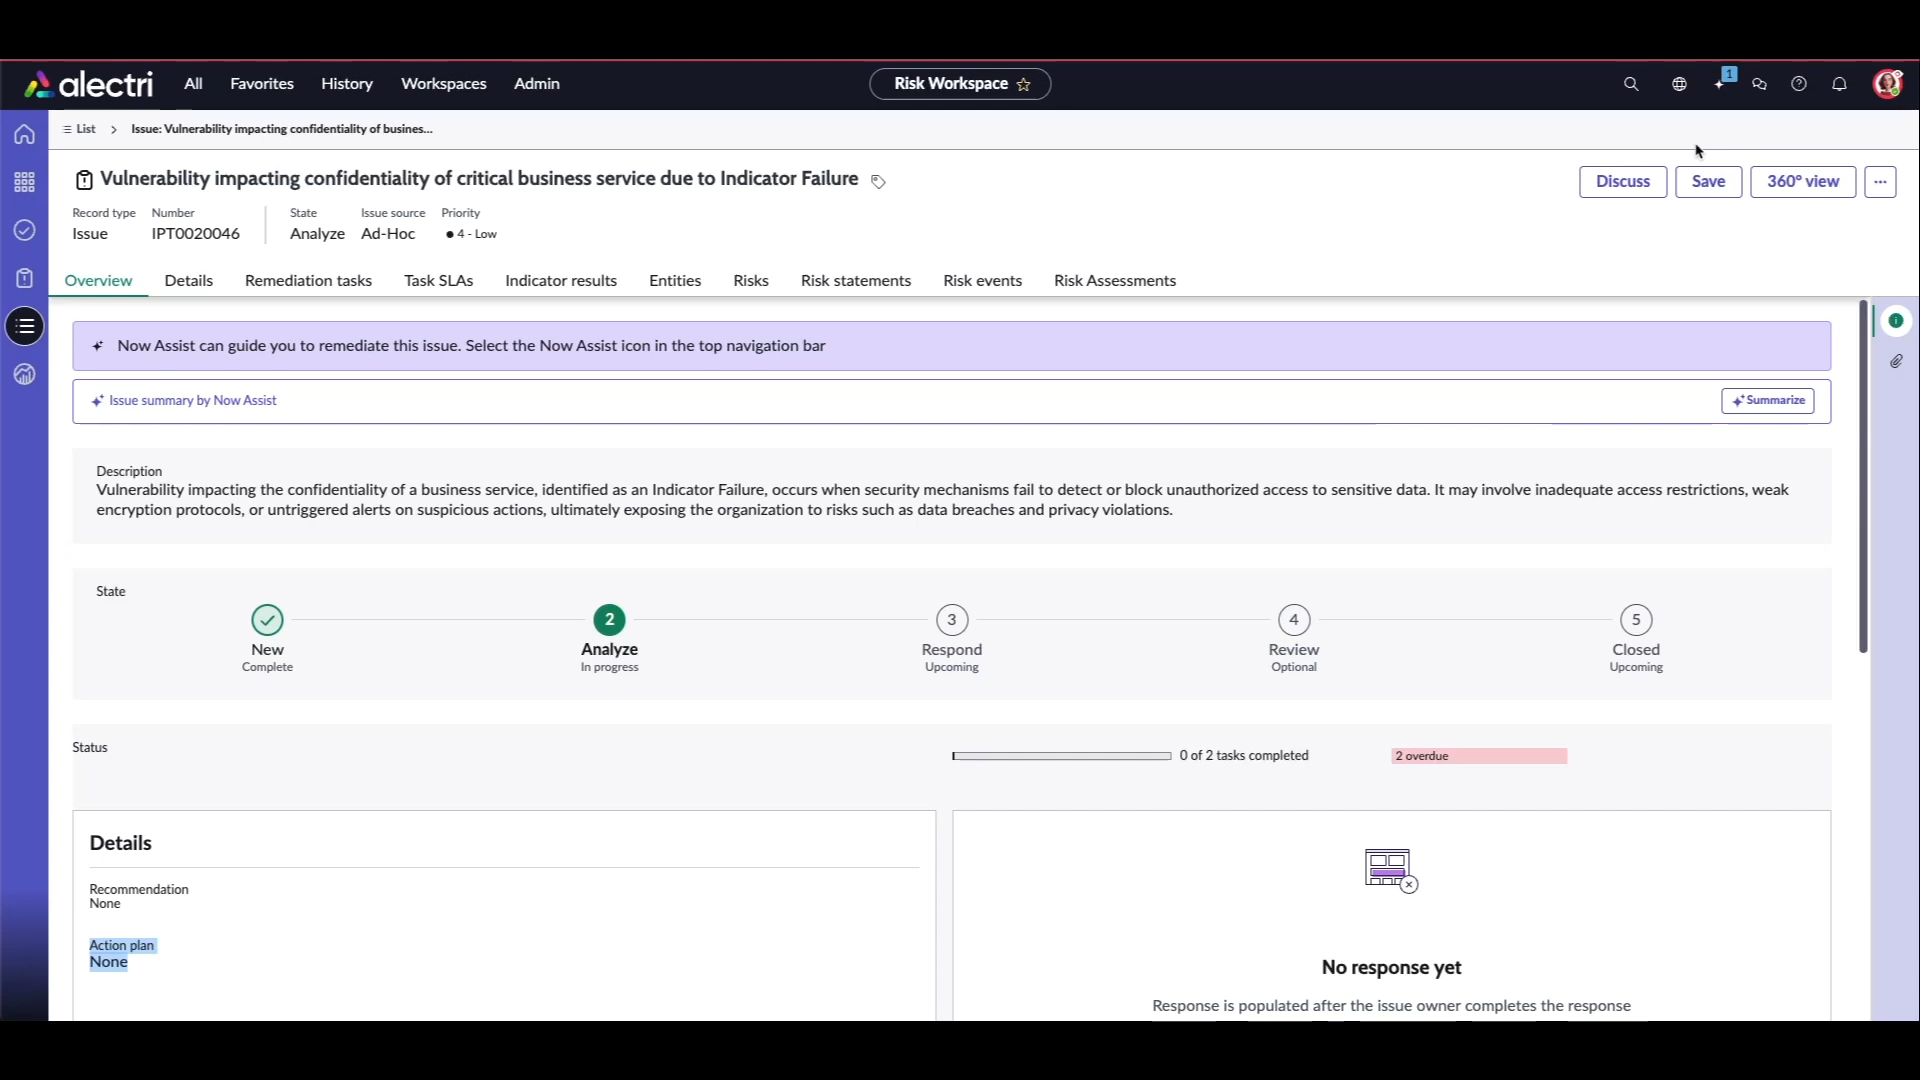 alectri All Favorites History Workspaces Admin Risk Workspace 1
List Issue: Vulnerability impacting confidentiality of busines...
Vulnerability impacting confidentiality of critical business service due to Indicator Failure Discuss Save 360° view ...
Record type Number State Issue source Priority
Issue IPT0020046 Analyze Ad-Hoc 4 - Low
Overview Details Remediation tasks Task SLAs Indicator results Entities Risks Risk statements Risk events Risk Assessments
Now Assist can guide you to remediate this issue. Select the Now Assist icon in the top navigation bar
Issue summary by Now Assist Summarize
Description
Vulnerability impacting the confidentiality of a business service, identified as an Indicator Failure, occurs when security mechanisms fail to detect or block unauthorized access to sensitive data. It may involve inadequate access restrictions, weak
encryption protocols, or untriggered alerts on suspicious actions, ultimately exposing the organization to risks such as data breaches and privacy violations.
State
2 3 4 5
New Analyze Respond Review Closed
Complete In progress Upcoming Optional Upcoming
Status 0 of 2 tasks completed 2 overdue
Details
Recommendation
None
Action plan
None
No response yet
Response is populated after the issue owner completes the response